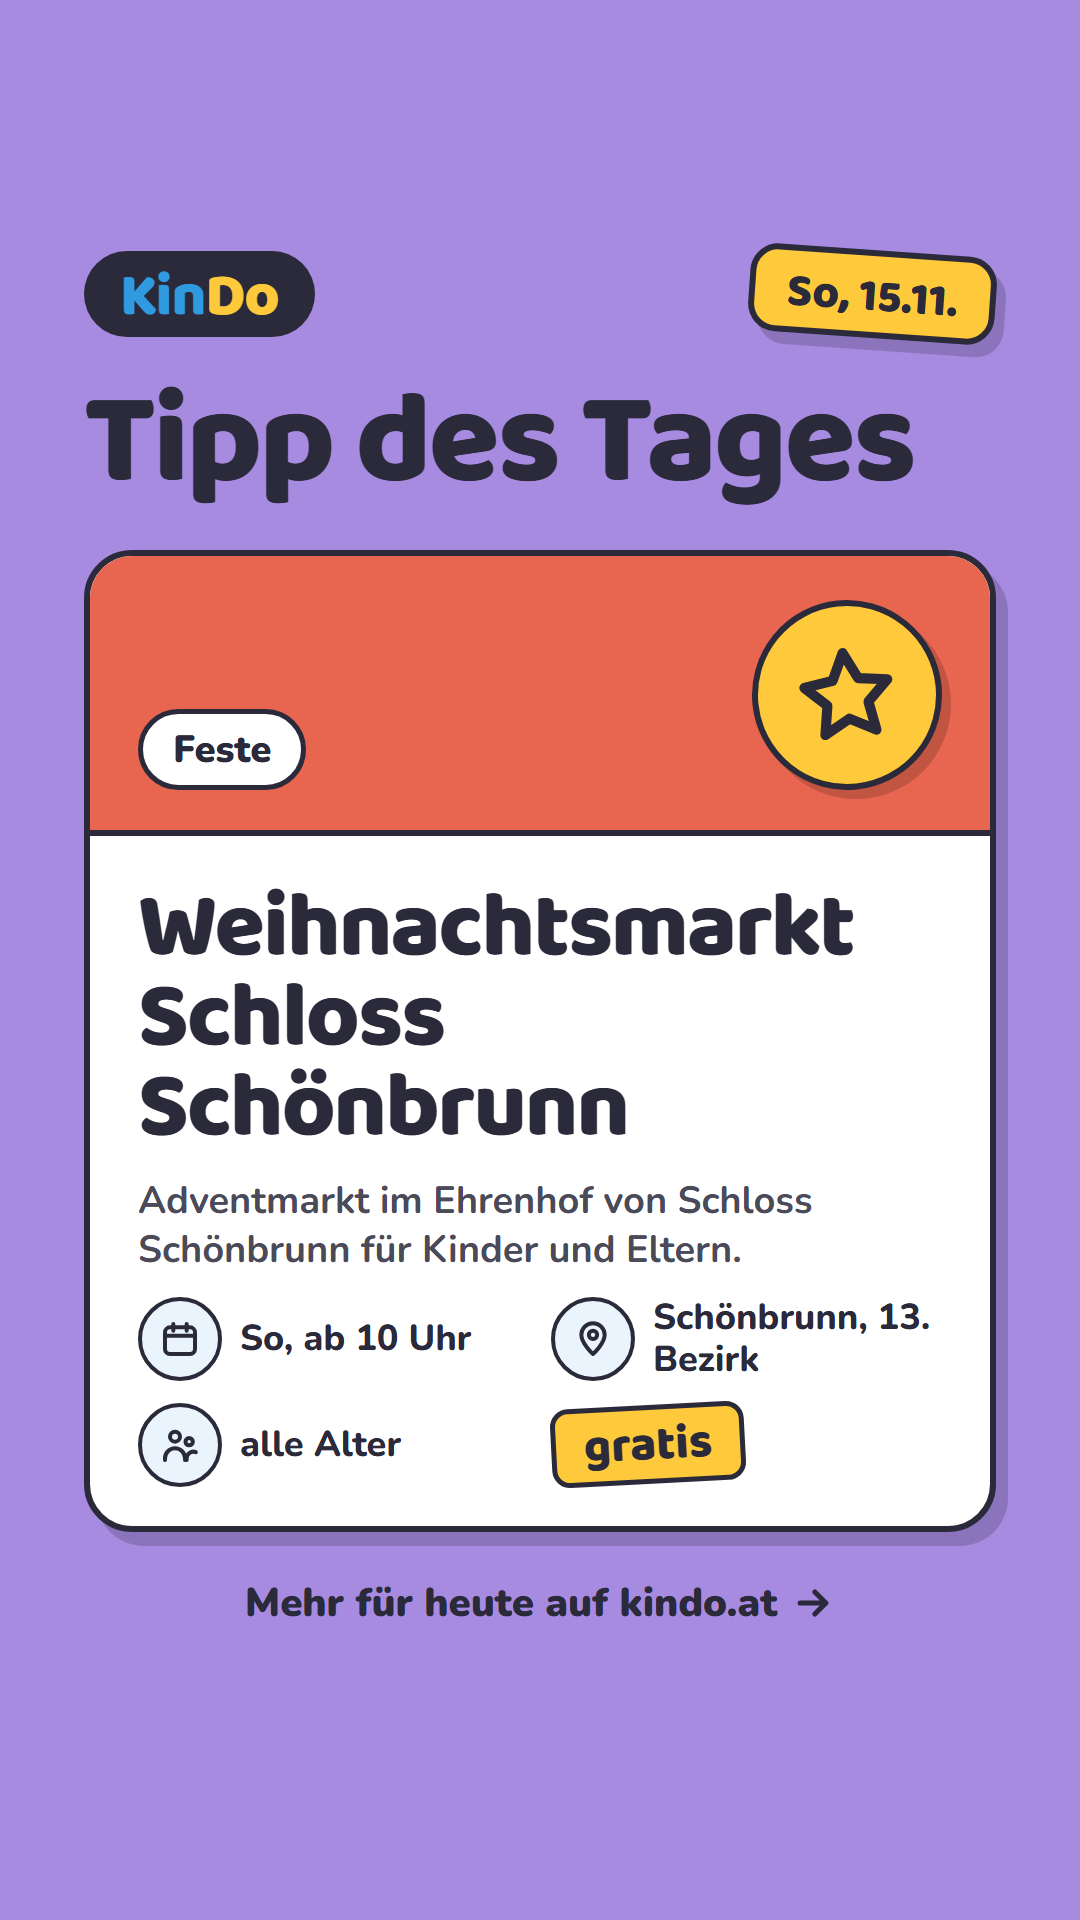 KinDo
So, 15.11.
Tipp des Tages
Feste
Weihnachtsmarkt
Schloss
Schönbrunn
Adventmarkt im Ehrenhof von Schloss
Schönbrunn für Kinder und Eltern.
So, ab 10 Uhr
Schönbrunn, 13.
Bezirk
alle Alter
gratis
Mehr für heute auf kindo.at →